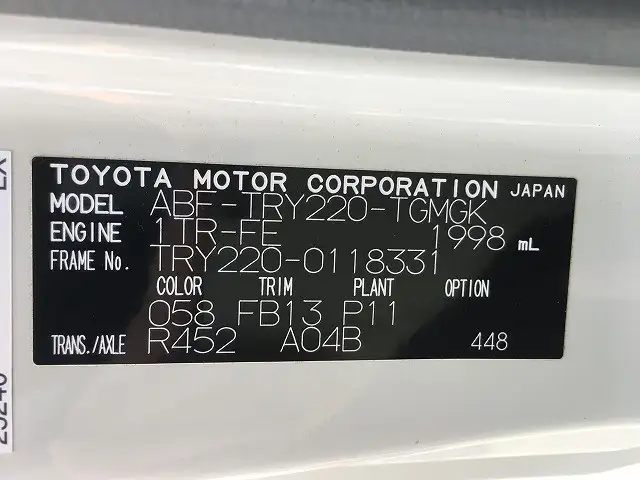 TOYOTA MOTOR CORPORATION JAPAN
MODEL ABF-TRY220-TGMGK
ENGINE 1TR-FE 1998 mL
FRAME No. TRY220-0118331
COLOR TRIM PLANT OPTION
058 FB13 P11
TRANS./AXLE R452 A04B 448
EX